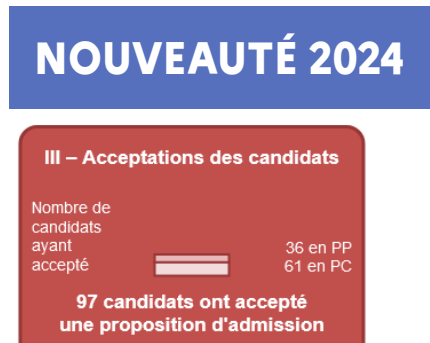 NOUVEAUTÉ 2024
III – Acceptations des candidats
Nombre de
candidats
ayant
accepté
36 en PP
61 en PC
97 candidats ont accepté
une proposition d'admission